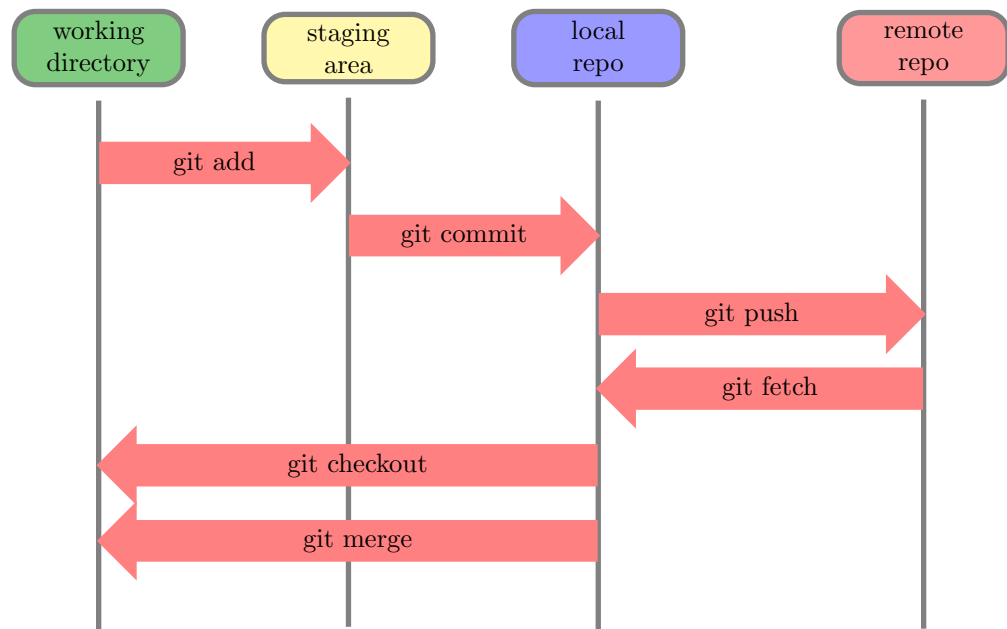 working
directory
staging
area
local
repo
remote
repo
git add
git commit
git push
git fetch
git checkout
git merge